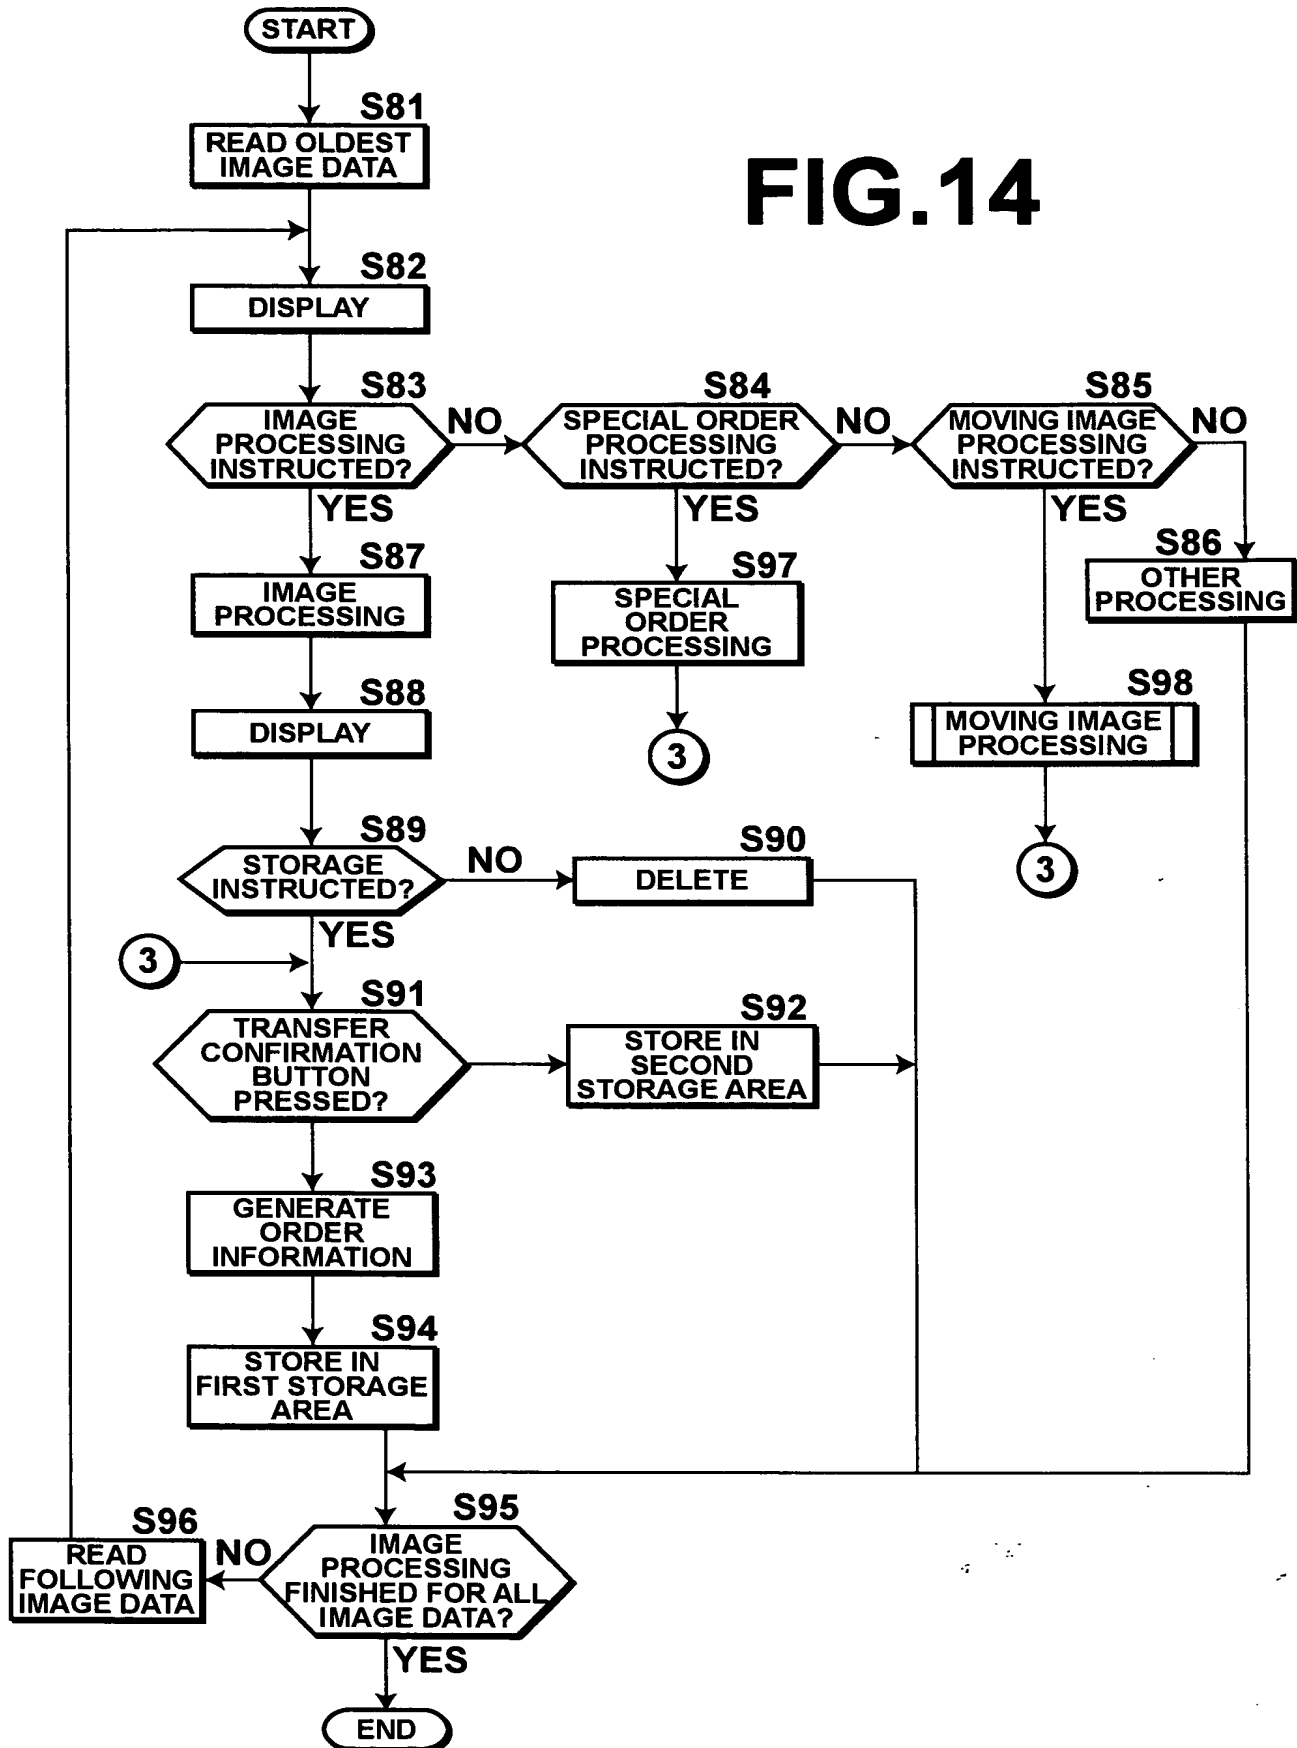 START
S81
READ OLDEST
IMAGE DATA
FIG.14
S82
DISPLAY
S83
IMAGE
PROCESSING
INSTRUCTED?
NO
YES
S84
SPECIAL ORDER
PROCESSING
INSTRUCTED?
NO
YES
S85
MOVING IMAGE
PROCESSING
INSTRUCTED?
NO
YES
S86
OTHER
PROCESSING
S87
IMAGE
PROCESSING
S97
SPECIAL
ORDER
PROCESSING
3
S98
MOVING IMAGE
PROCESSING
3
S88
DISPLAY
S89
STORAGE
INSTRUCTED?
NO
YES
S90
DELETE
3
S91
TRANSFER
CONFIRMATION
BUTTON
PRESSED?
S92
STORE IN
SECOND
STORAGE AREA
S93
GENERATE
ORDER
INFORMATION
S94
STORE IN
FIRST STORAGE
AREA
S95
IMAGE
PROCESSING
FINISHED FOR ALL
IMAGE DATA?
NO
YES
S96
READ
FOLLOWING
IMAGE DATA
END